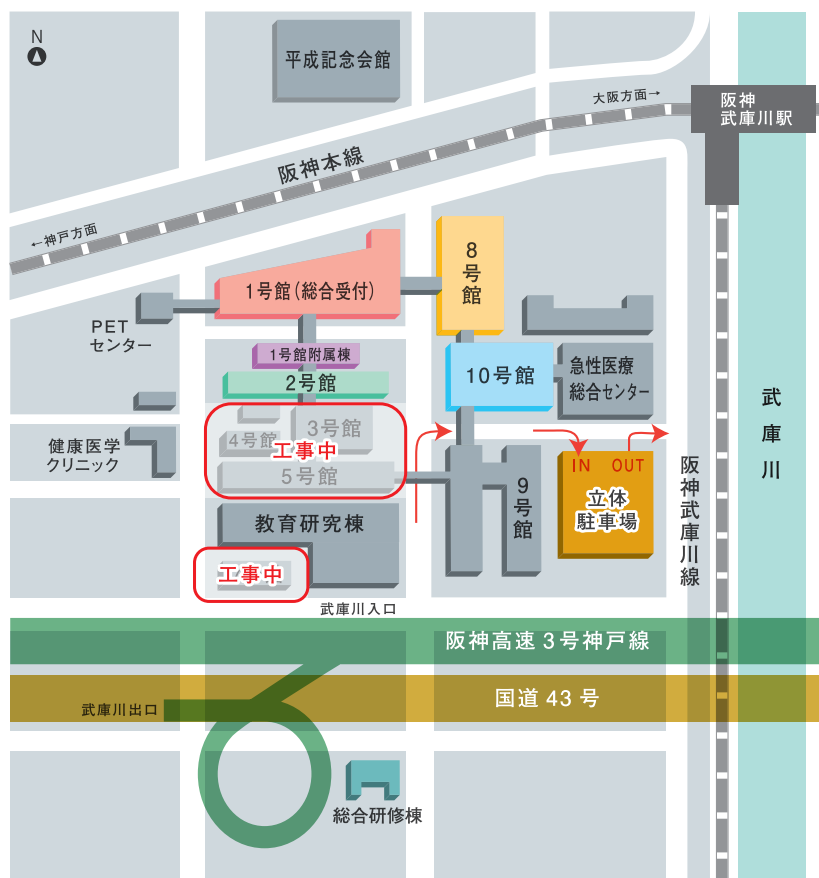 N
平成記念会館
大阪方面→
阪神
武庫川駅
阪神本線
←神戸方面
8号館
1号館(総合受付)
PET
センター
1号館附属棟
2号館
10号館
急性医療
総合センター
武庫川
3号館
4号館
工事中
5号館
健康医学
クリニック
IN OUT
立体
駐車場
9号館
阪神武庫川線
教育研究棟
工事中
武庫川入口
阪神高速3号神戸線
国道43号
武庫川出口
総合研修棟